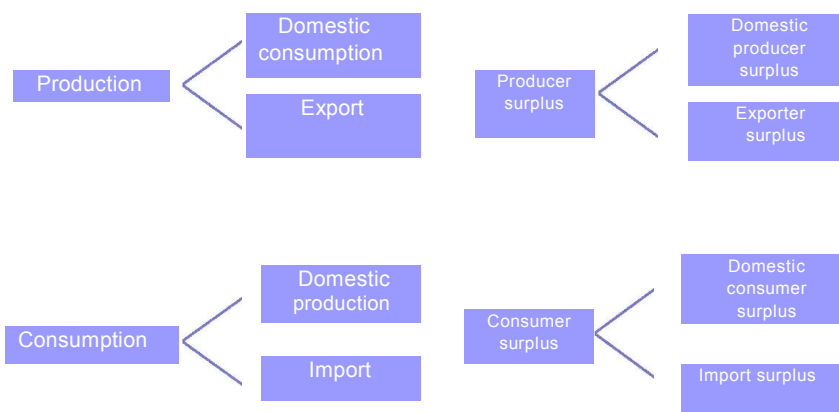 Production
Domestic
consumption
Export
Producer
surplus
Domestic
producer
surplus
Exporter
surplus
Consumption
Domestic
production
Import
Consumer
surplus
Domestic
consumer
surplus
Import surplus